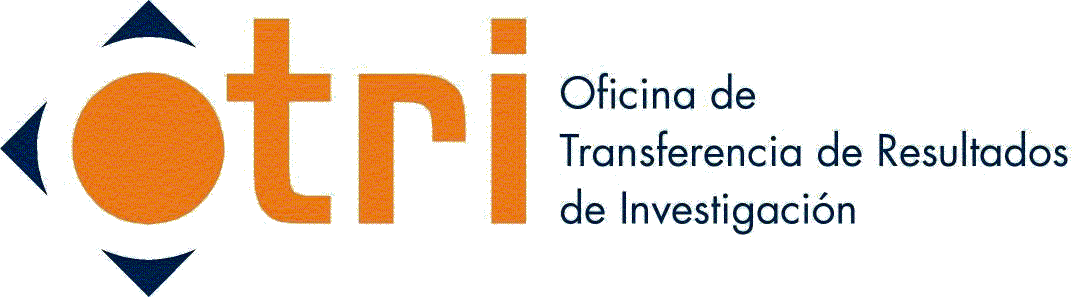 otri
Oficina de
Transferencia de Resultados
de Investigación